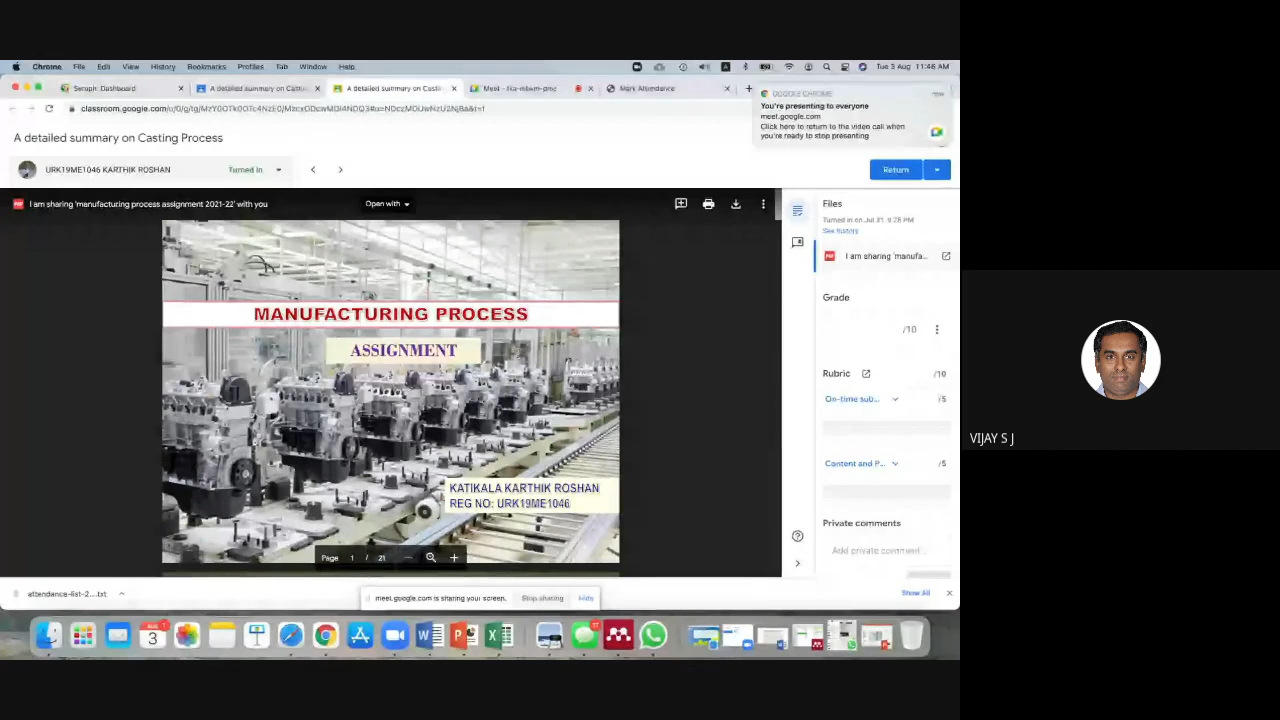 Chrome File Edit View History Bookmarks Profiles Tab Window Help
Tue 3 Aug 11:46 AM
Seraph: Dashboard
A detailed summary on Casti
A detailed summary on Castin
Meet -
Mark Attendance
GOOGLE CHROME
now
You're presenting to everyone
meet.google.com
Click here to return to the video call when
you're ready to stop presenting
A detailed summary on Casting Process
URK19ME1046 KARTHIK ROSHAN
Turned in
Return
I am sharing 'manufacturing process assignment 2021-22' with you
Open with
MANUFACTURING PROCESS
ASSIGNMENT
KATIKALA KARTHIK ROSHAN
REG NO: URK19ME1046
Page 1 / 21
Files
Turned in on Jul 31, 9:28 PM
See history
PDF I am sharing 'manufa...
Grade
/10
Rubric
/10
On-time sub...
/5
Content and P...
/5
Private comments
Add private comment...
attendance-list-2....txt
meet.google.com is sharing your screen.
Stop sharing
Hide
Show All
AUG
3
VIJAY S J